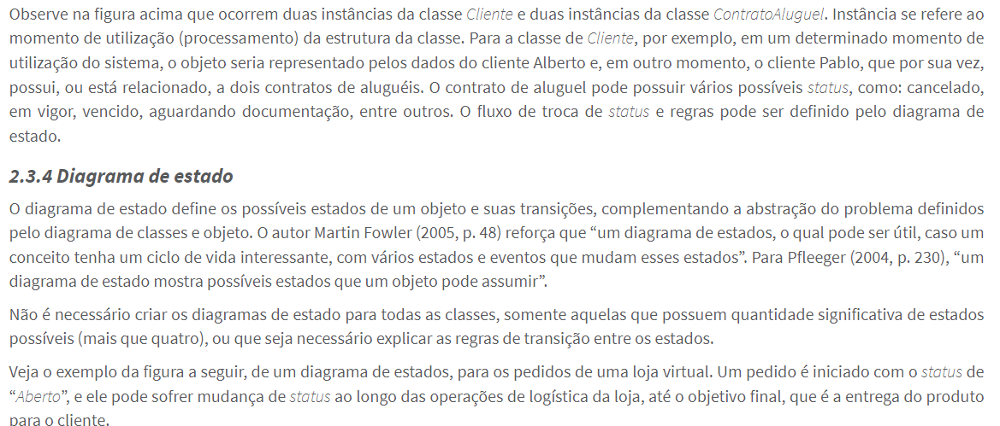 Observe na figura acima que ocorrem duas instâncias da classe Cliente e duas instâncias da classe ContratoAluguel. Instância se refere ao
momento de utilização (processamento) da estrutura da classe. Para a classe de Cliente, por exemplo, em um determinado momento de
utilização do sistema, o objeto seria representado pelos dados do cliente Alberto e, em outro momento, o cliente Pablo, que por sua vez,
possui, ou está relacionado, a dois contratos de aluguéis. O contrato de aluguel pode possuir vários possíveis status, como: cancelado,
em vigor, vencido, aguardando documentação, entre outros. O fluxo de troca de status e regras pode ser definido pelo diagrama de
estado.
2.3.4 Diagrama de estado
O diagrama de estado define os possíveis estados de um objeto e suas transições, complementando a abstração do problema definidos
pelo diagrama de classes e objeto. O autor Martin Fowler (2005, p. 48) reforça que “um diagrama de estados, o qual pode ser útil, caso um
conceito tenha um ciclo de vida interessante, com vários estados e eventos que mudam esses estados”. Para Pfleeger (2004, p. 230), “um
diagrama de estado mostra possíveis estados que um objeto pode assumir”.
Não é necessário criar os diagramas de estado para todas as classes, somente aquelas que possuem quantidade significativa de estados
possíveis (mais que quatro), ou que seja necessário explicar as regras de transição entre os estados.
Veja o exemplo da figura a seguir, de um diagrama de estados, para os pedidos de uma loja virtual. Um pedido é iniciado com o status de
“Aberto”, e ele pode sofrer mudança de status ao longo das operações de logística da loja, até o objetivo final, que é a entrega do produto
para o cliente.